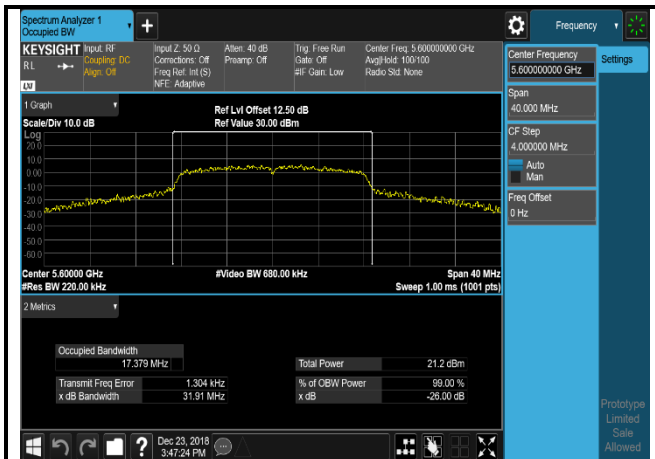 Spectrum Analyzer 1
Occupied BW
+
Frequency
KEYSIGHT
RL
LXI
Input: RF
Coupling: DC
Align: Off
Input Z: 50 Ω
Corrections: Off
Freq Ref: Int (S)
NFE: Adaptive
Atten: 40 dB
Preamp: Off
Trig: Free Run
Gate: Off
#IF Gain: Low
Center Freq: 5.600000000 GHz
Avg|Hold: 100/100
Radio Std: None
Center Frequency
5.600000000 GHz
Settings
Span
40.000 MHz
CF Step
4.000000 MHz
Auto
Man
Freq Offset
0 Hz
1 Graph
Scale/Div 10.0 dB
Ref Lvl Offset 12.50 dB
Ref Value 30.00 dBm
Log
20.0
10.0
0.00
-10.0
-20.0
-30.0
-40.0
-50.0
-60.0
Center 5.60000 GHz
#Video BW 680.00 kHz
Span 40 MHz
#Res BW 220.00 kHz
Sweep 1.00 ms (1001 pts)
2 Metrics
Occupied Bandwidth
17.379 MHz
Total Power 21.2 dBm
Transmit Freq Error 1.304 kHz
% of OBW Power 99.00 %
x dB Bandwidth 31.91 MHz
x dB -26.00 dB
?
Dec 23, 2018
3:47:24 PM
Prototype
Limited
Sale
Allowed